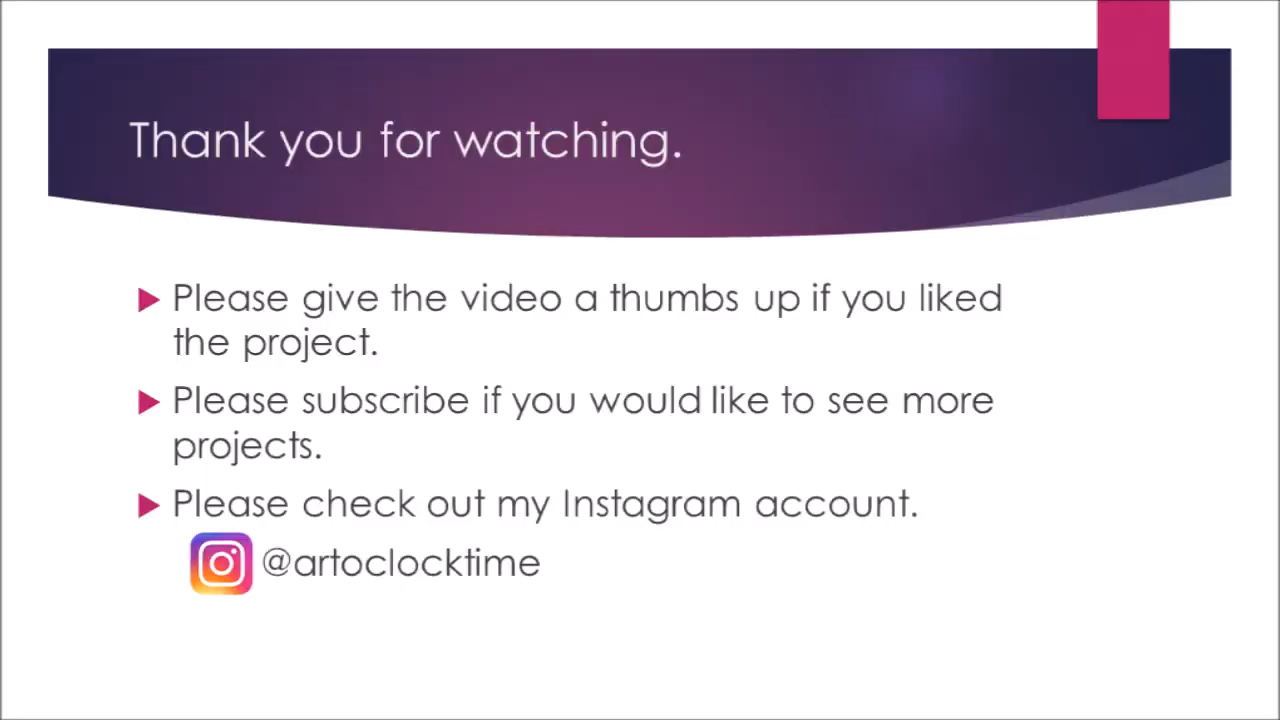 Thank you for watching.
Please give the video a thumbs up if you liked
the project.
Please subscribe if you would like to see more
projects.
Please check out my Instagram account.
@artoclocktime